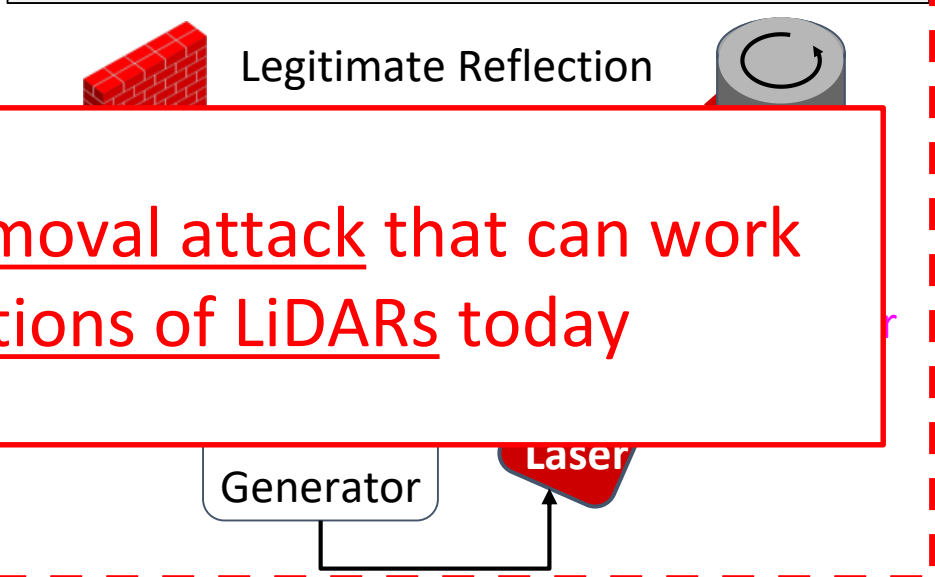 Legitimate Reflection
moval attack that can work
tions of LiDARs today
r
Laser
Generator